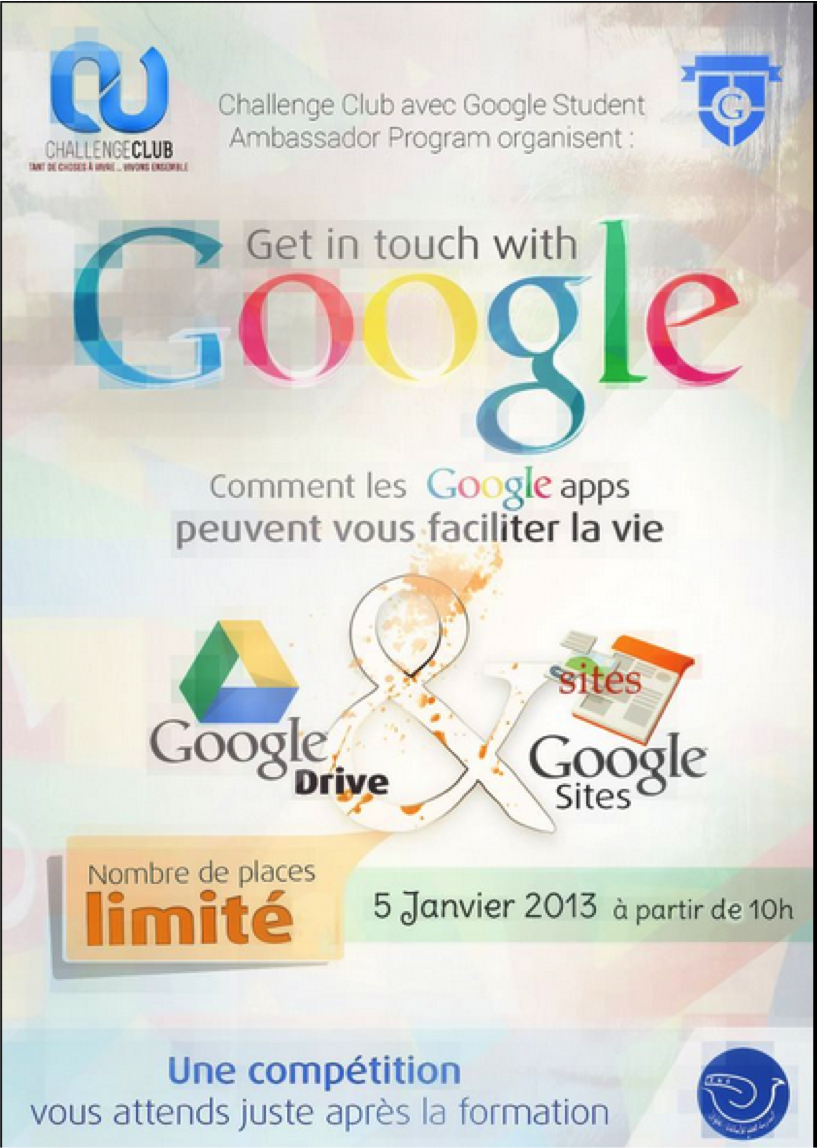 CHALLENGECLUB
TANT DE CHOSES À VIVRE ... VIVONS ENSEMBLE
Challenge Club avec Google Student
Ambassador Program organisent :
G
Get in touch with
Google
Comment les Google apps
peuvent vous faciliter la vie
sites
Google
Drive
&
Google
Sites
Nombre de places
limité
5 Janvier 2013 à partir de 10h
Une compétition
vous attends juste après la formation